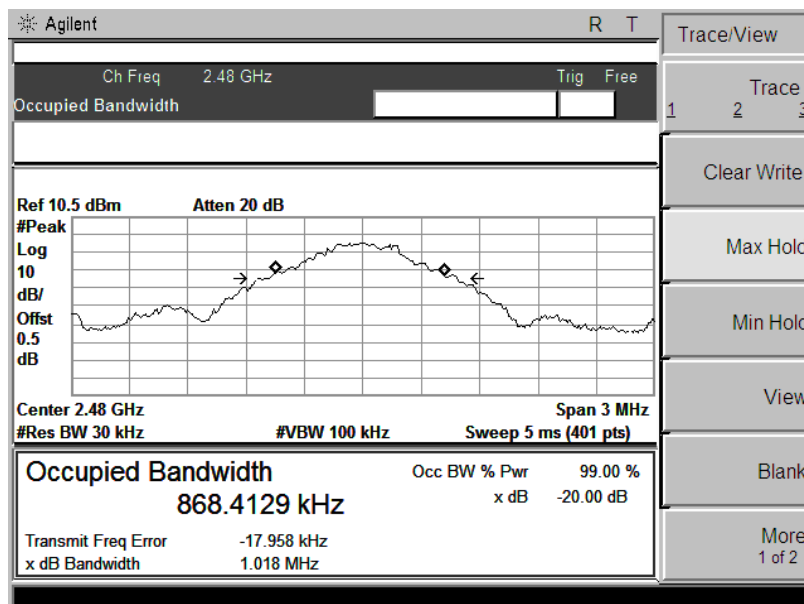 Agilent R T
Ch Freq 2.48 GHz Trig Free
Occupied Bandwidth
Ref 10.5 dBm Atten 20 dB
#Peak
Log
10
dB/
Offst
0.5
dB
Center 2.48 GHz Span 3 MHz
#Res BW 30 kHz #VBW 100 kHz Sweep 5 ms (401 pts)
Occupied Bandwidth
868.4129 kHz
Occ BW % Pwr 99.00 %
x dB -20.00 dB
Transmit Freq Error -17.958 kHz
x dB Bandwidth 1.018 MHz
Trace/View
Trace
1 2 3
Clear Write
Max Hold
Min Hold
View
Blank
More
1 of 2